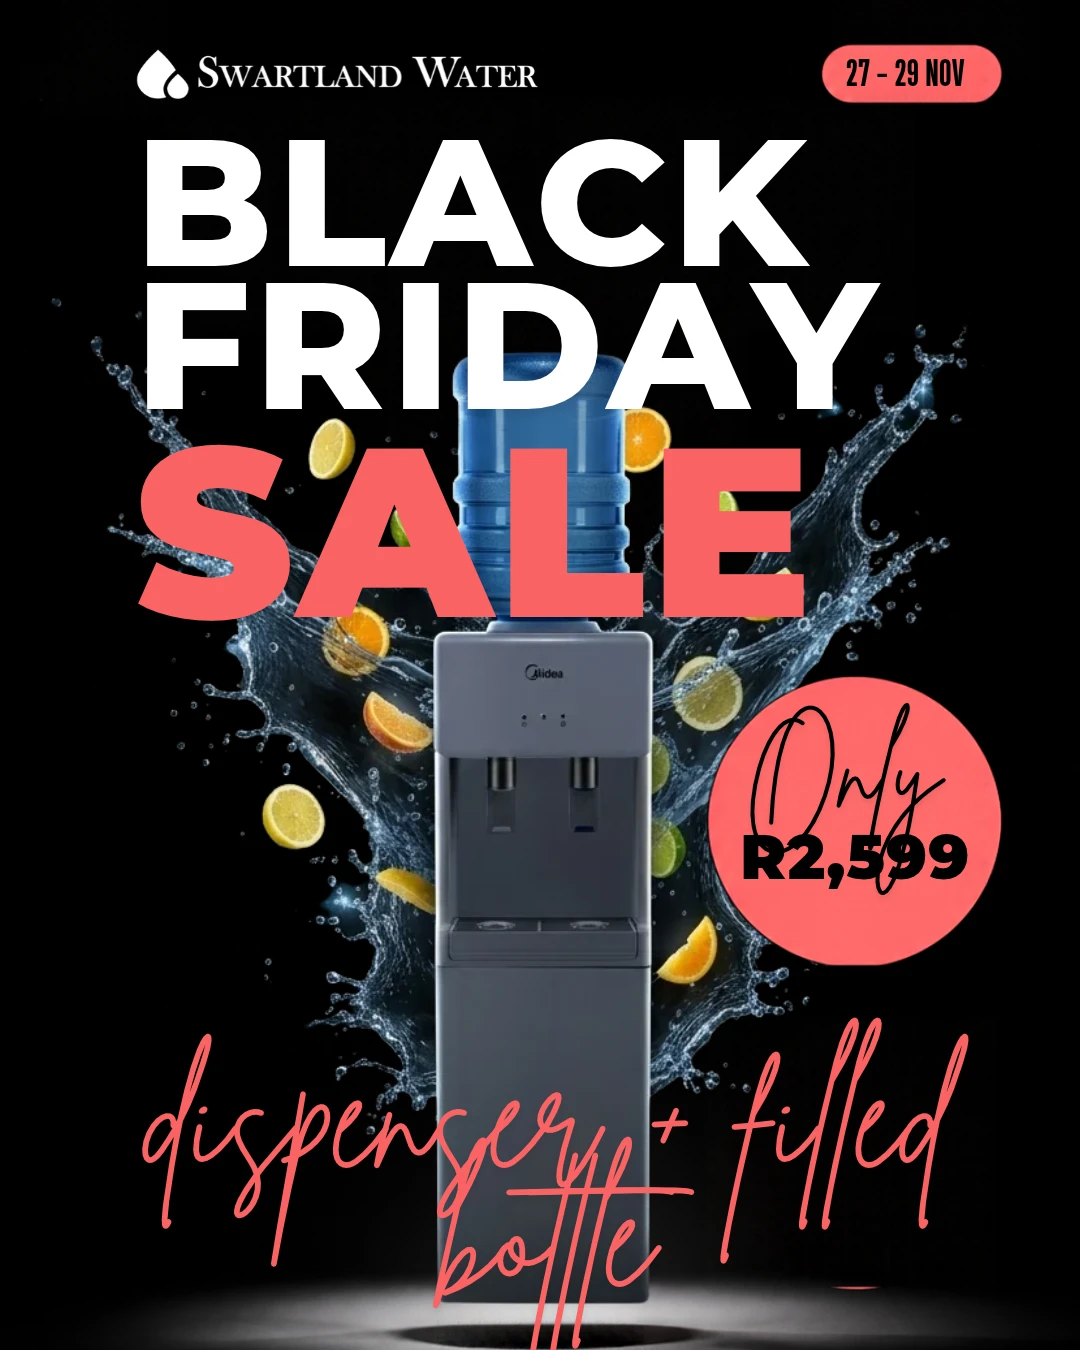 SWARTLAND WATER
27 - 29 NOV
BLACK
FRIDAY
SALE
Midea
Only
R2,599
dispenser + filled
bottle